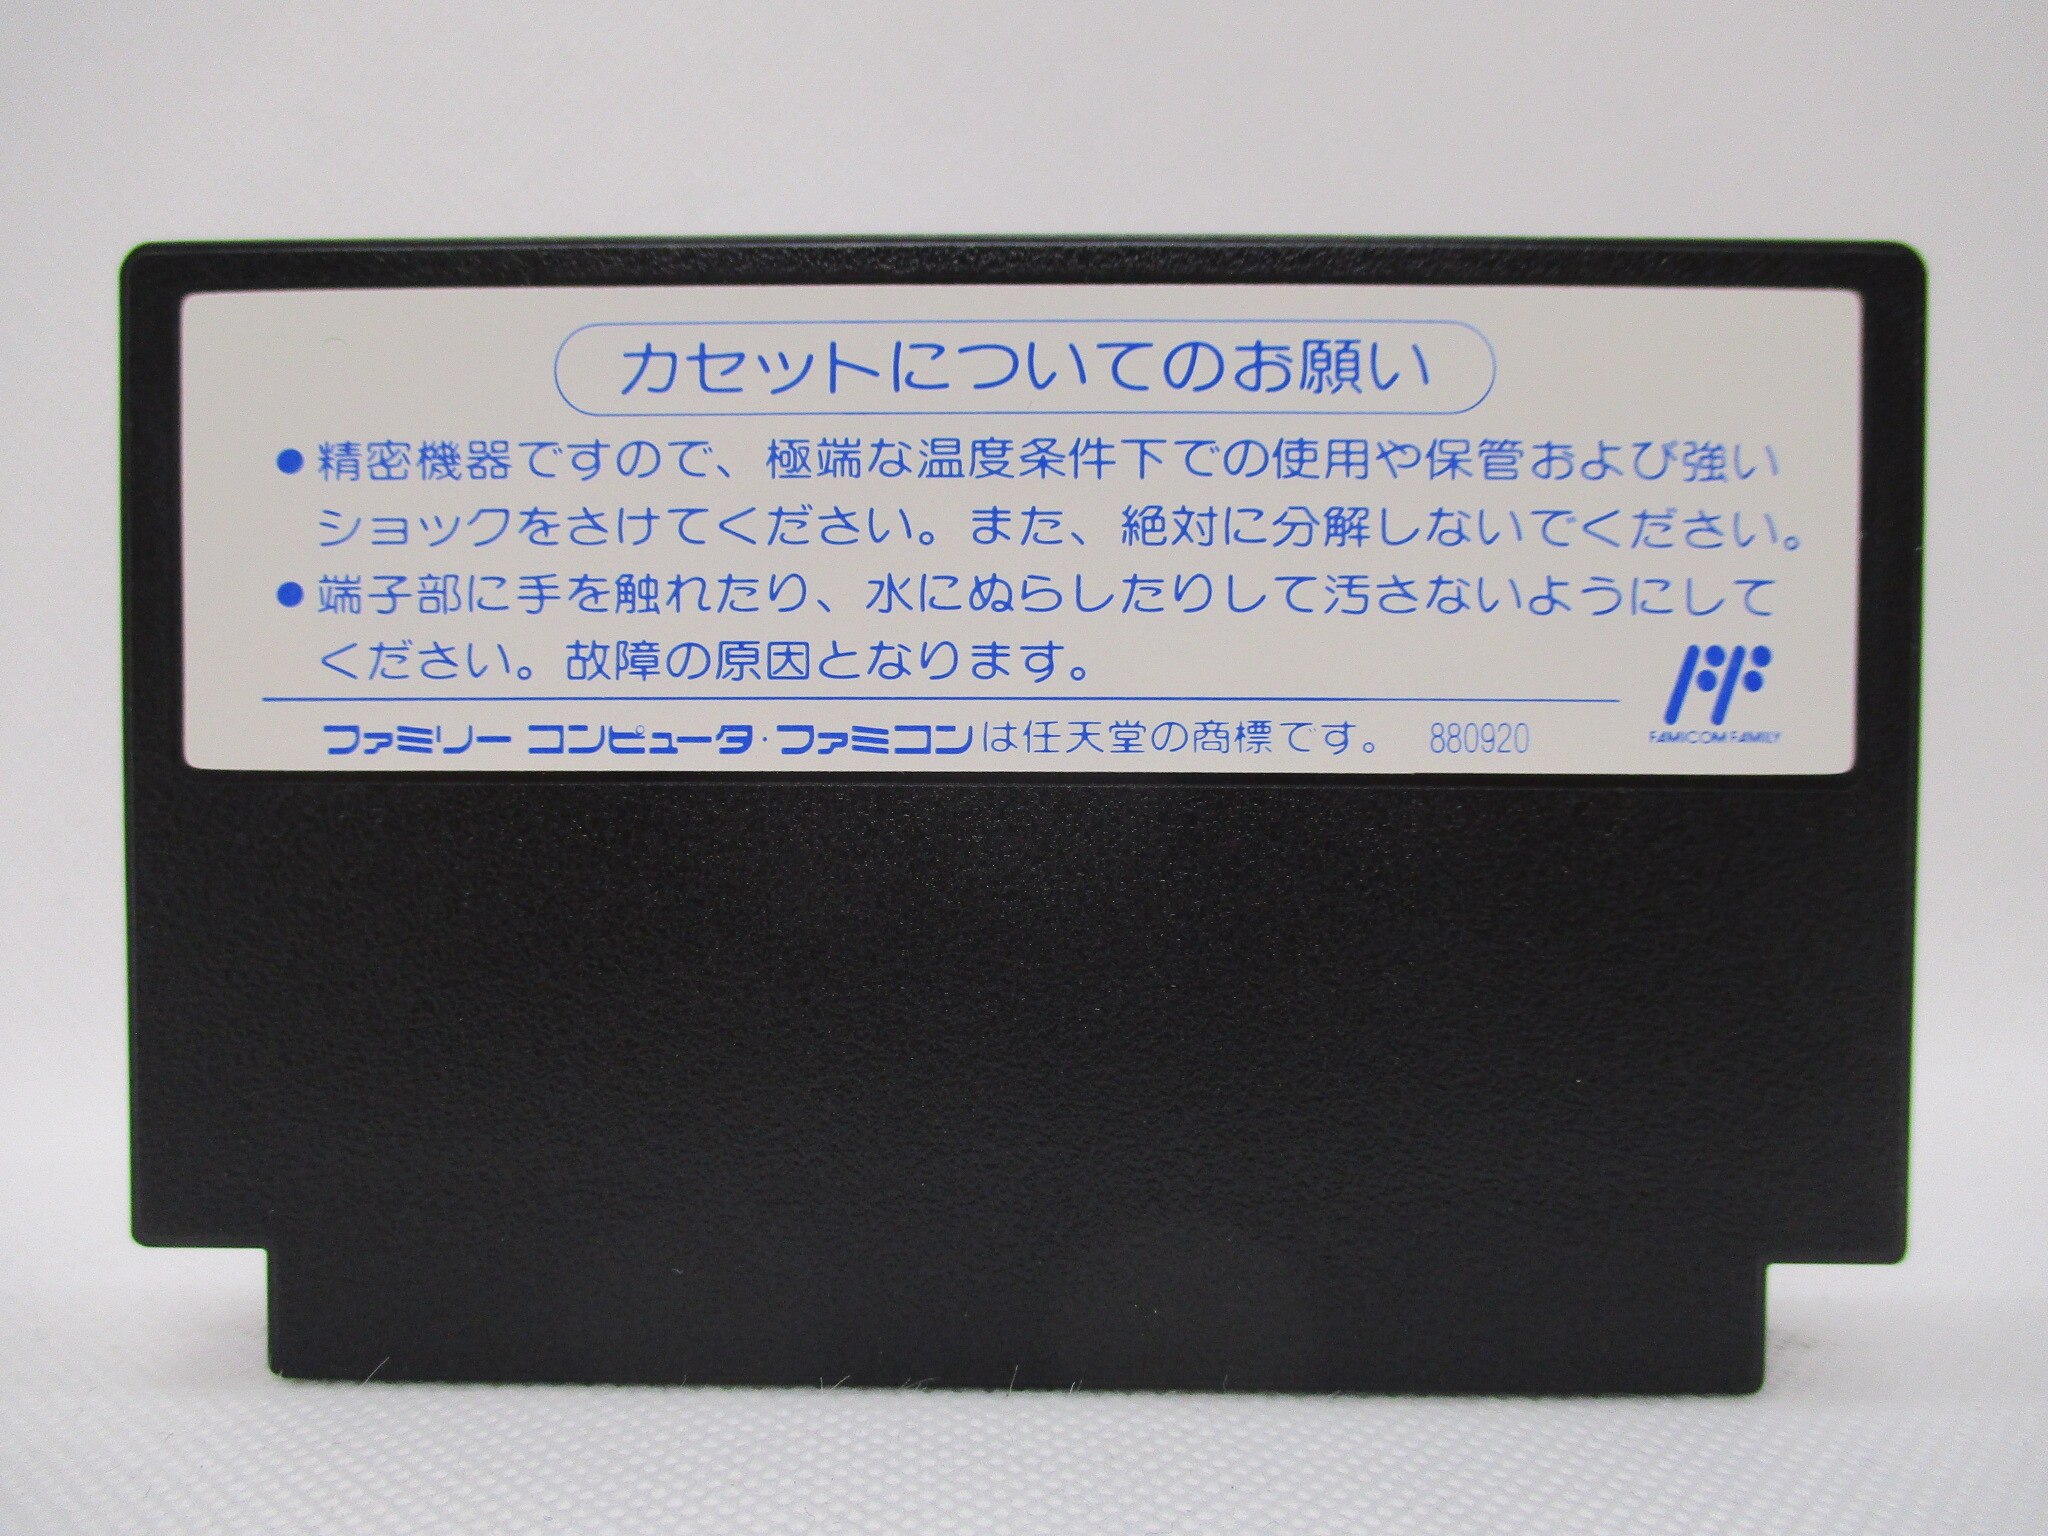 カセットについてのお願い
●精密機器ですので、極端な温度条件下での使用や保管および強い
ショックをさけてください。また、絶対に分解しないでください。
●端子部に手を触れたり、水にぬらしたりして汚さないようにして
ください。故障の原因となります。
ファミリーコンピュータ・ファミコンは任天堂の商標です。 880920
FAMICOM FAMILY